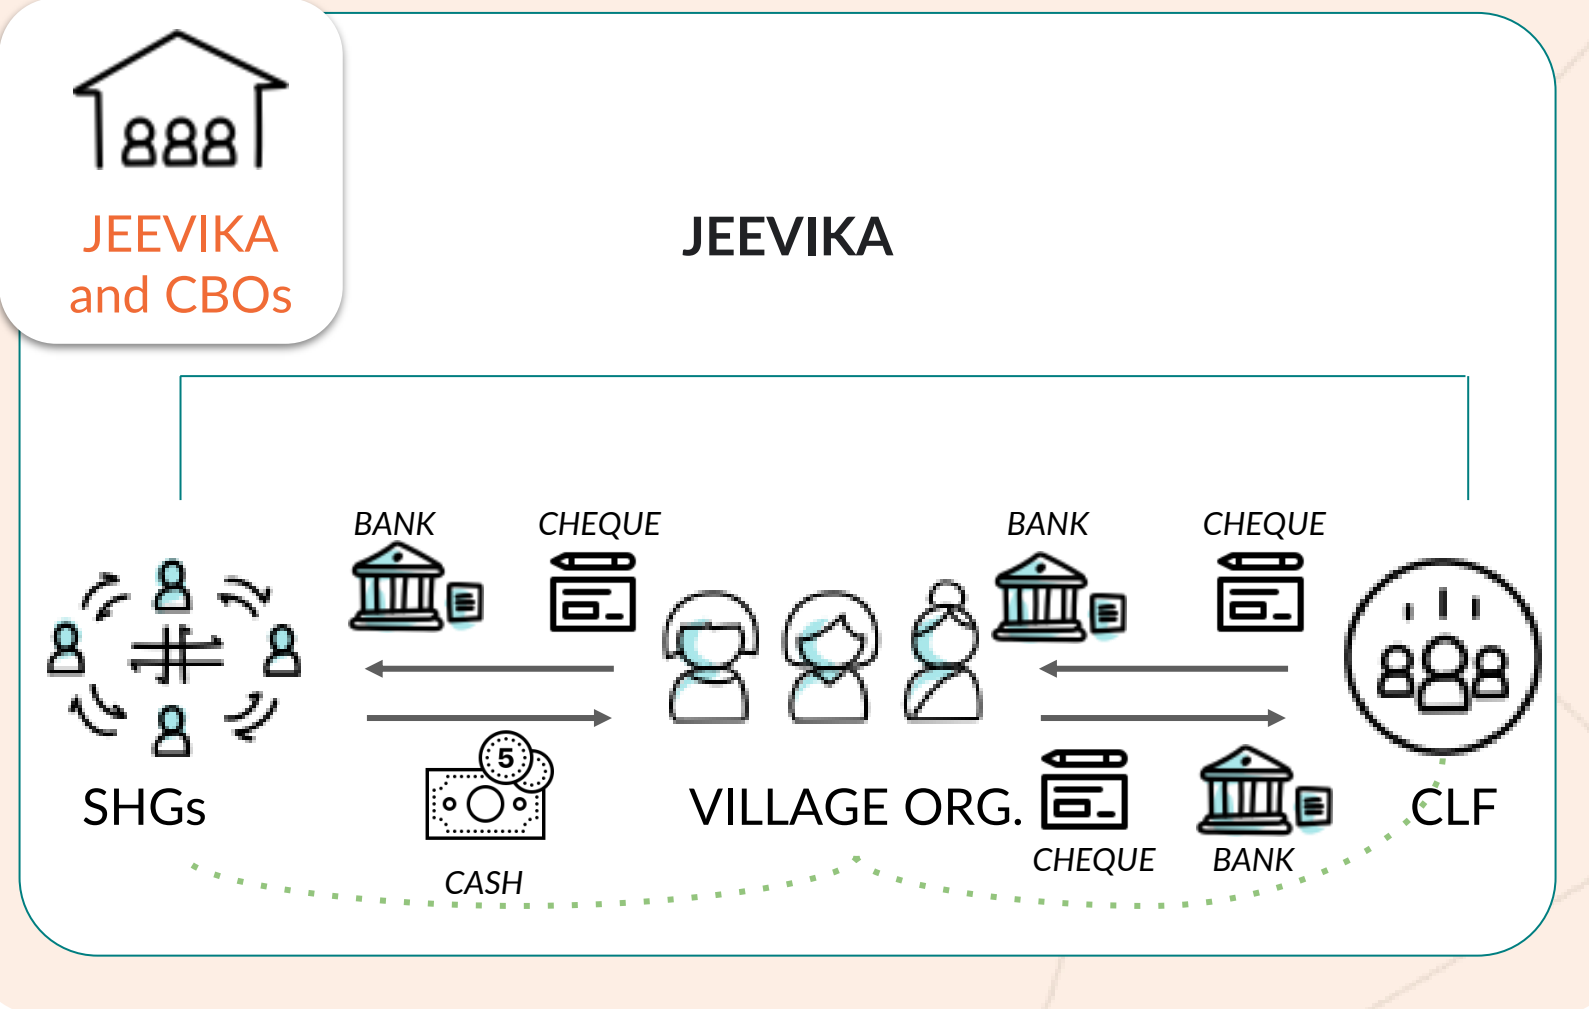 JEEVIKA
and CBOs
JEEVIKA
BANK
CHEQUE
BANK
CHEQUE
5
SHGs
VILLAGE ORG.
CLF
CASH
CHEQUE
BANK